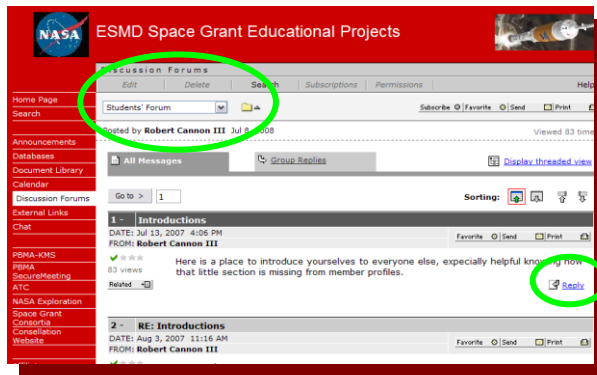 NASA
ESMD Space Grant Educational Projects
Discussion Forums
Edit Delete Search Subscriptions Permissions Help
Home Page
Search
Announcements
Databases
Document Library
Calendar
Discussion Forums
External Links
Chat
PBMA-KMS
PBMA
SecureMeeting
ATC
NASA Exploration
Space Grant
Consortia
Consellation
Website
Students' Forum
Subscribe Favorite Send Print
Posted by Robert Cannon III Jul 8, 2008
Viewed 83 time
All Messages Group Replies Display threaded view
Go to > 1 Sorting:
1 - Introductions
DATE: Jul 13, 2007 4:06 PM
FROM: Robert Cannon III
Favorite Send Print
Here is a place to introduce yourselves to everyone else, expecially helpful knowing how
that little section is missing from member profiles.
83 views
Related
Reply
2 - RE: Introductions
DATE: Aug 3, 2007 11:16 AM
FROM: Robert Cannon III
Favorite Send Print